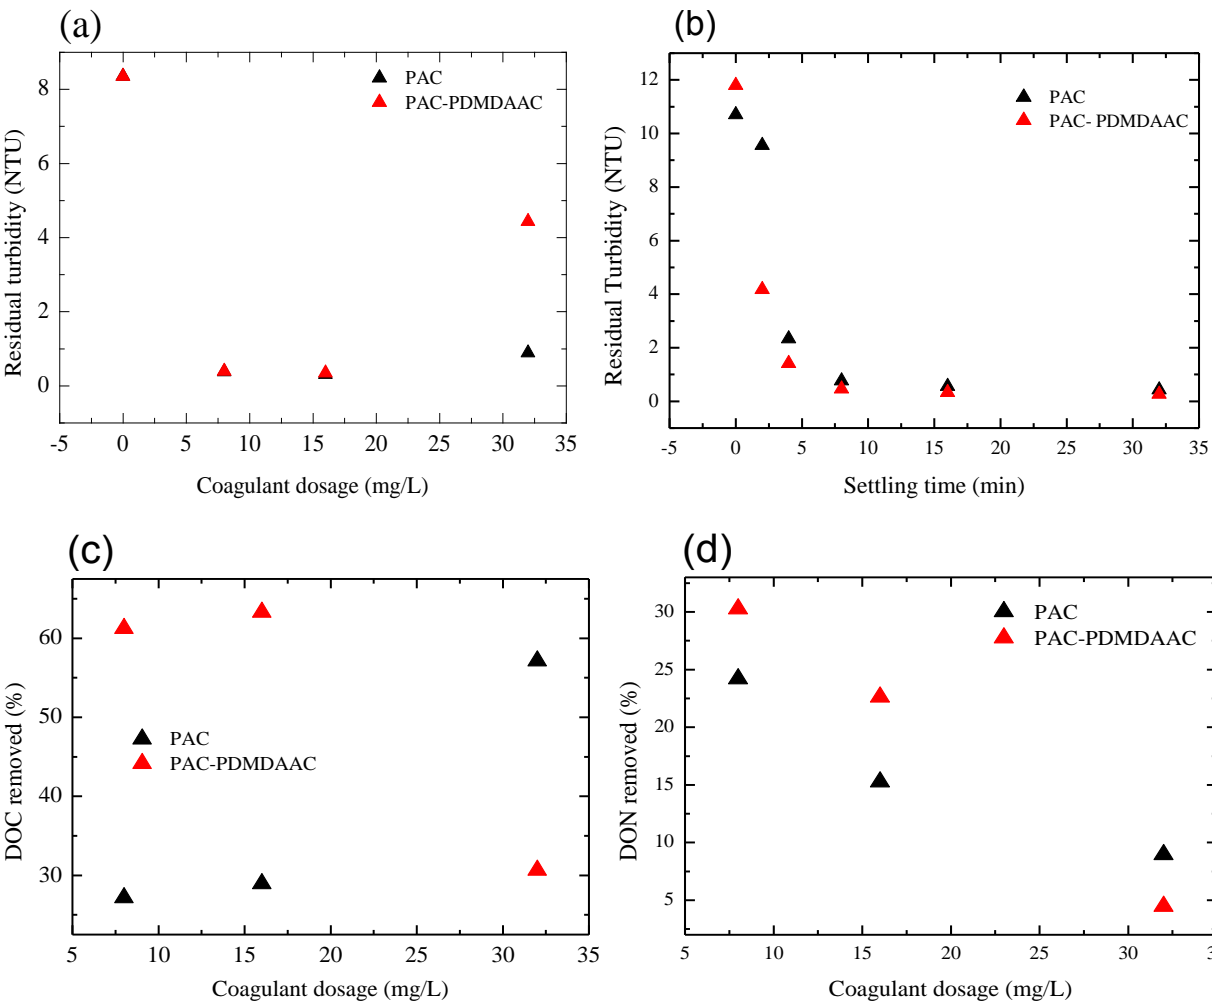 (a)
PAC
PAC-PDMDAAC
Residual turbidity (NTU)
8
6
4
2
0
-5 0 5 10 15 20 25 30 35
Coagulant dosage (mg/L)
(b)
PAC
PAC- PDMDAAC
Residual Turbidity (NTU)
12
10
8
6
4
2
0
-5 0 5 10 15 20 25 30 35
Settling time (min)
(c)
PAC
PAC-PDMDAAC
DOC removed (%)
60
50
40
30
5 10 15 20 25 30 35
Coagulant dosage (mg/L)
(d)
PAC
PAC-PDMDAAC
DON removed (%)
30
25
20
15
10
5
5 10 15 20 25 30
Coagulant dosage (mg/L)